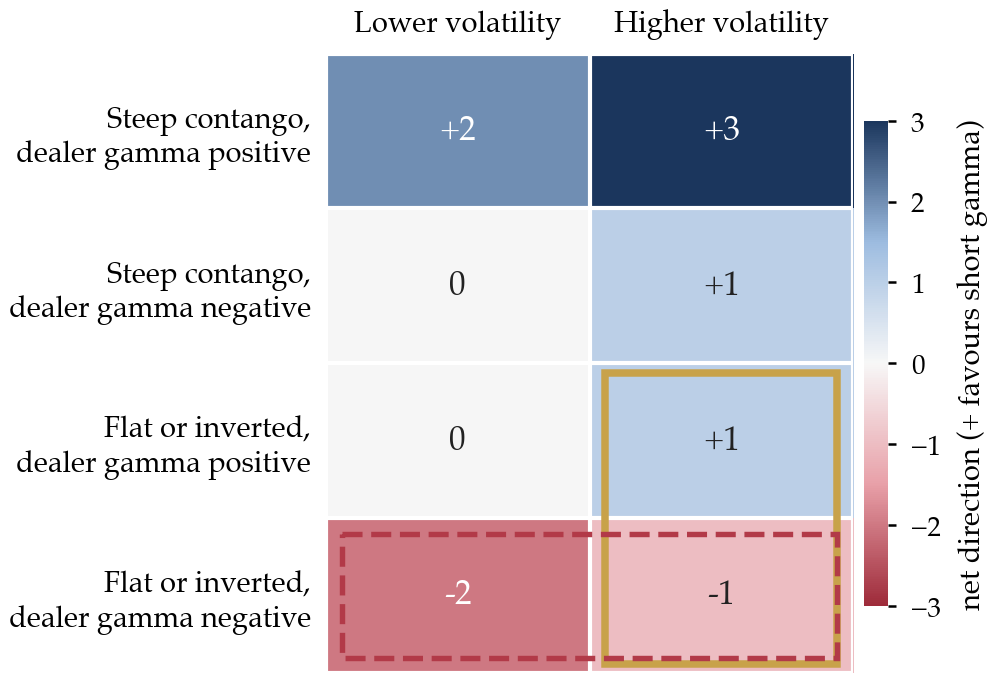 Lower volatility
Higher volatility
Steep contango,
dealer gamma positive
+2
+3
Steep contango,
dealer gamma negative
0
+1
Flat or inverted,
dealer gamma positive
0
+1
Flat or inverted,
dealer gamma negative
-2
-1
3
2
1
0
−1
−2
−3
net direction (+ favours short gamma)